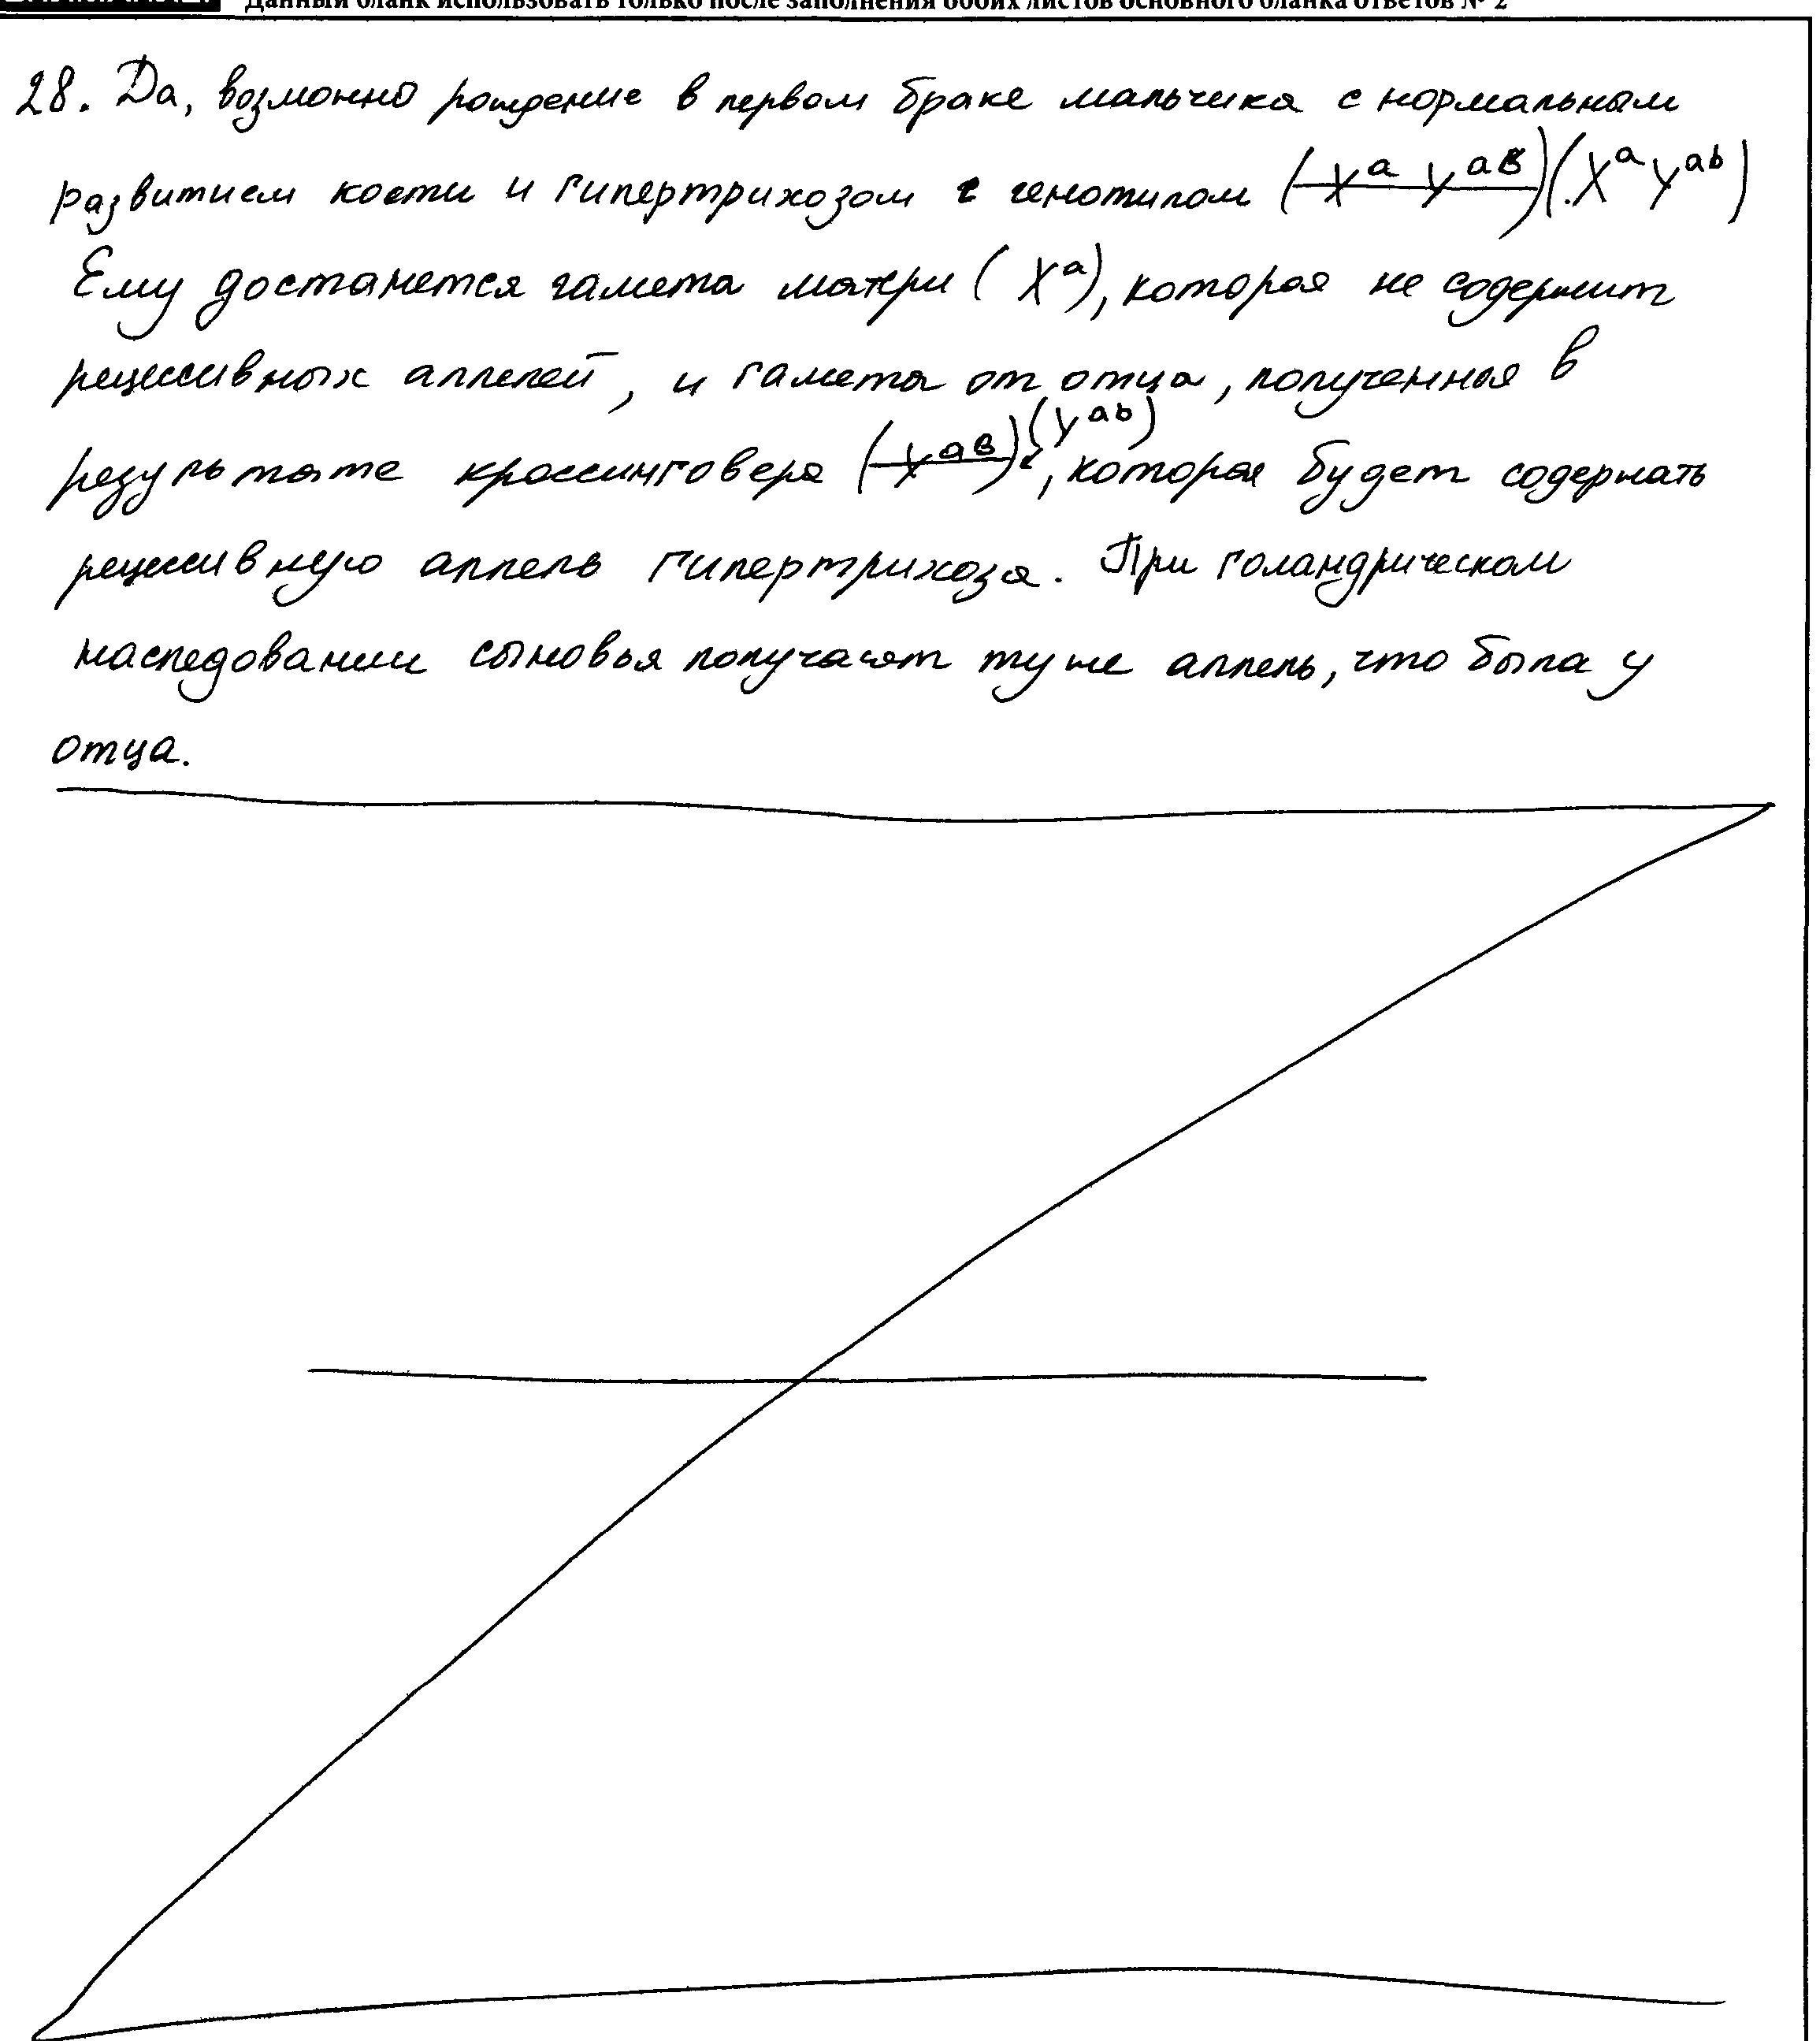 Данный бланк использовать только после заполнения обоих листов основного бланка ответов № 2
28. Да, возможно рождение в первом браке мальчика с нормальным
развитием кости и гипертрихозом с генотипом (X^a Y^aB)(X^a Y^ab)
Ему достанется гамета матери (X^a), которая не содержит
рецессивных аллелей, и гамета от отца, полученная в
результате кроссинговера (X^aB) (Y^ab), которая будет содержать
рецессивную аллель гипертрихоза. При голандрическом
наследовании сыновья получают ту же аллель, что была у
отца.